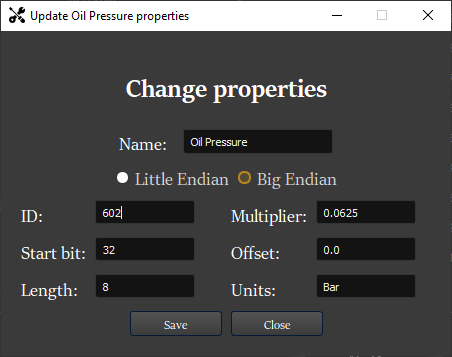 Update Oil Pressure properties
Change properties
Name: Oil Pressure
Little Endian Big Endian
ID: 602 Multiplier: 0.0625
Start bit: 32 Offset: 0.0
Length: 8 Units: Bar
Save Close